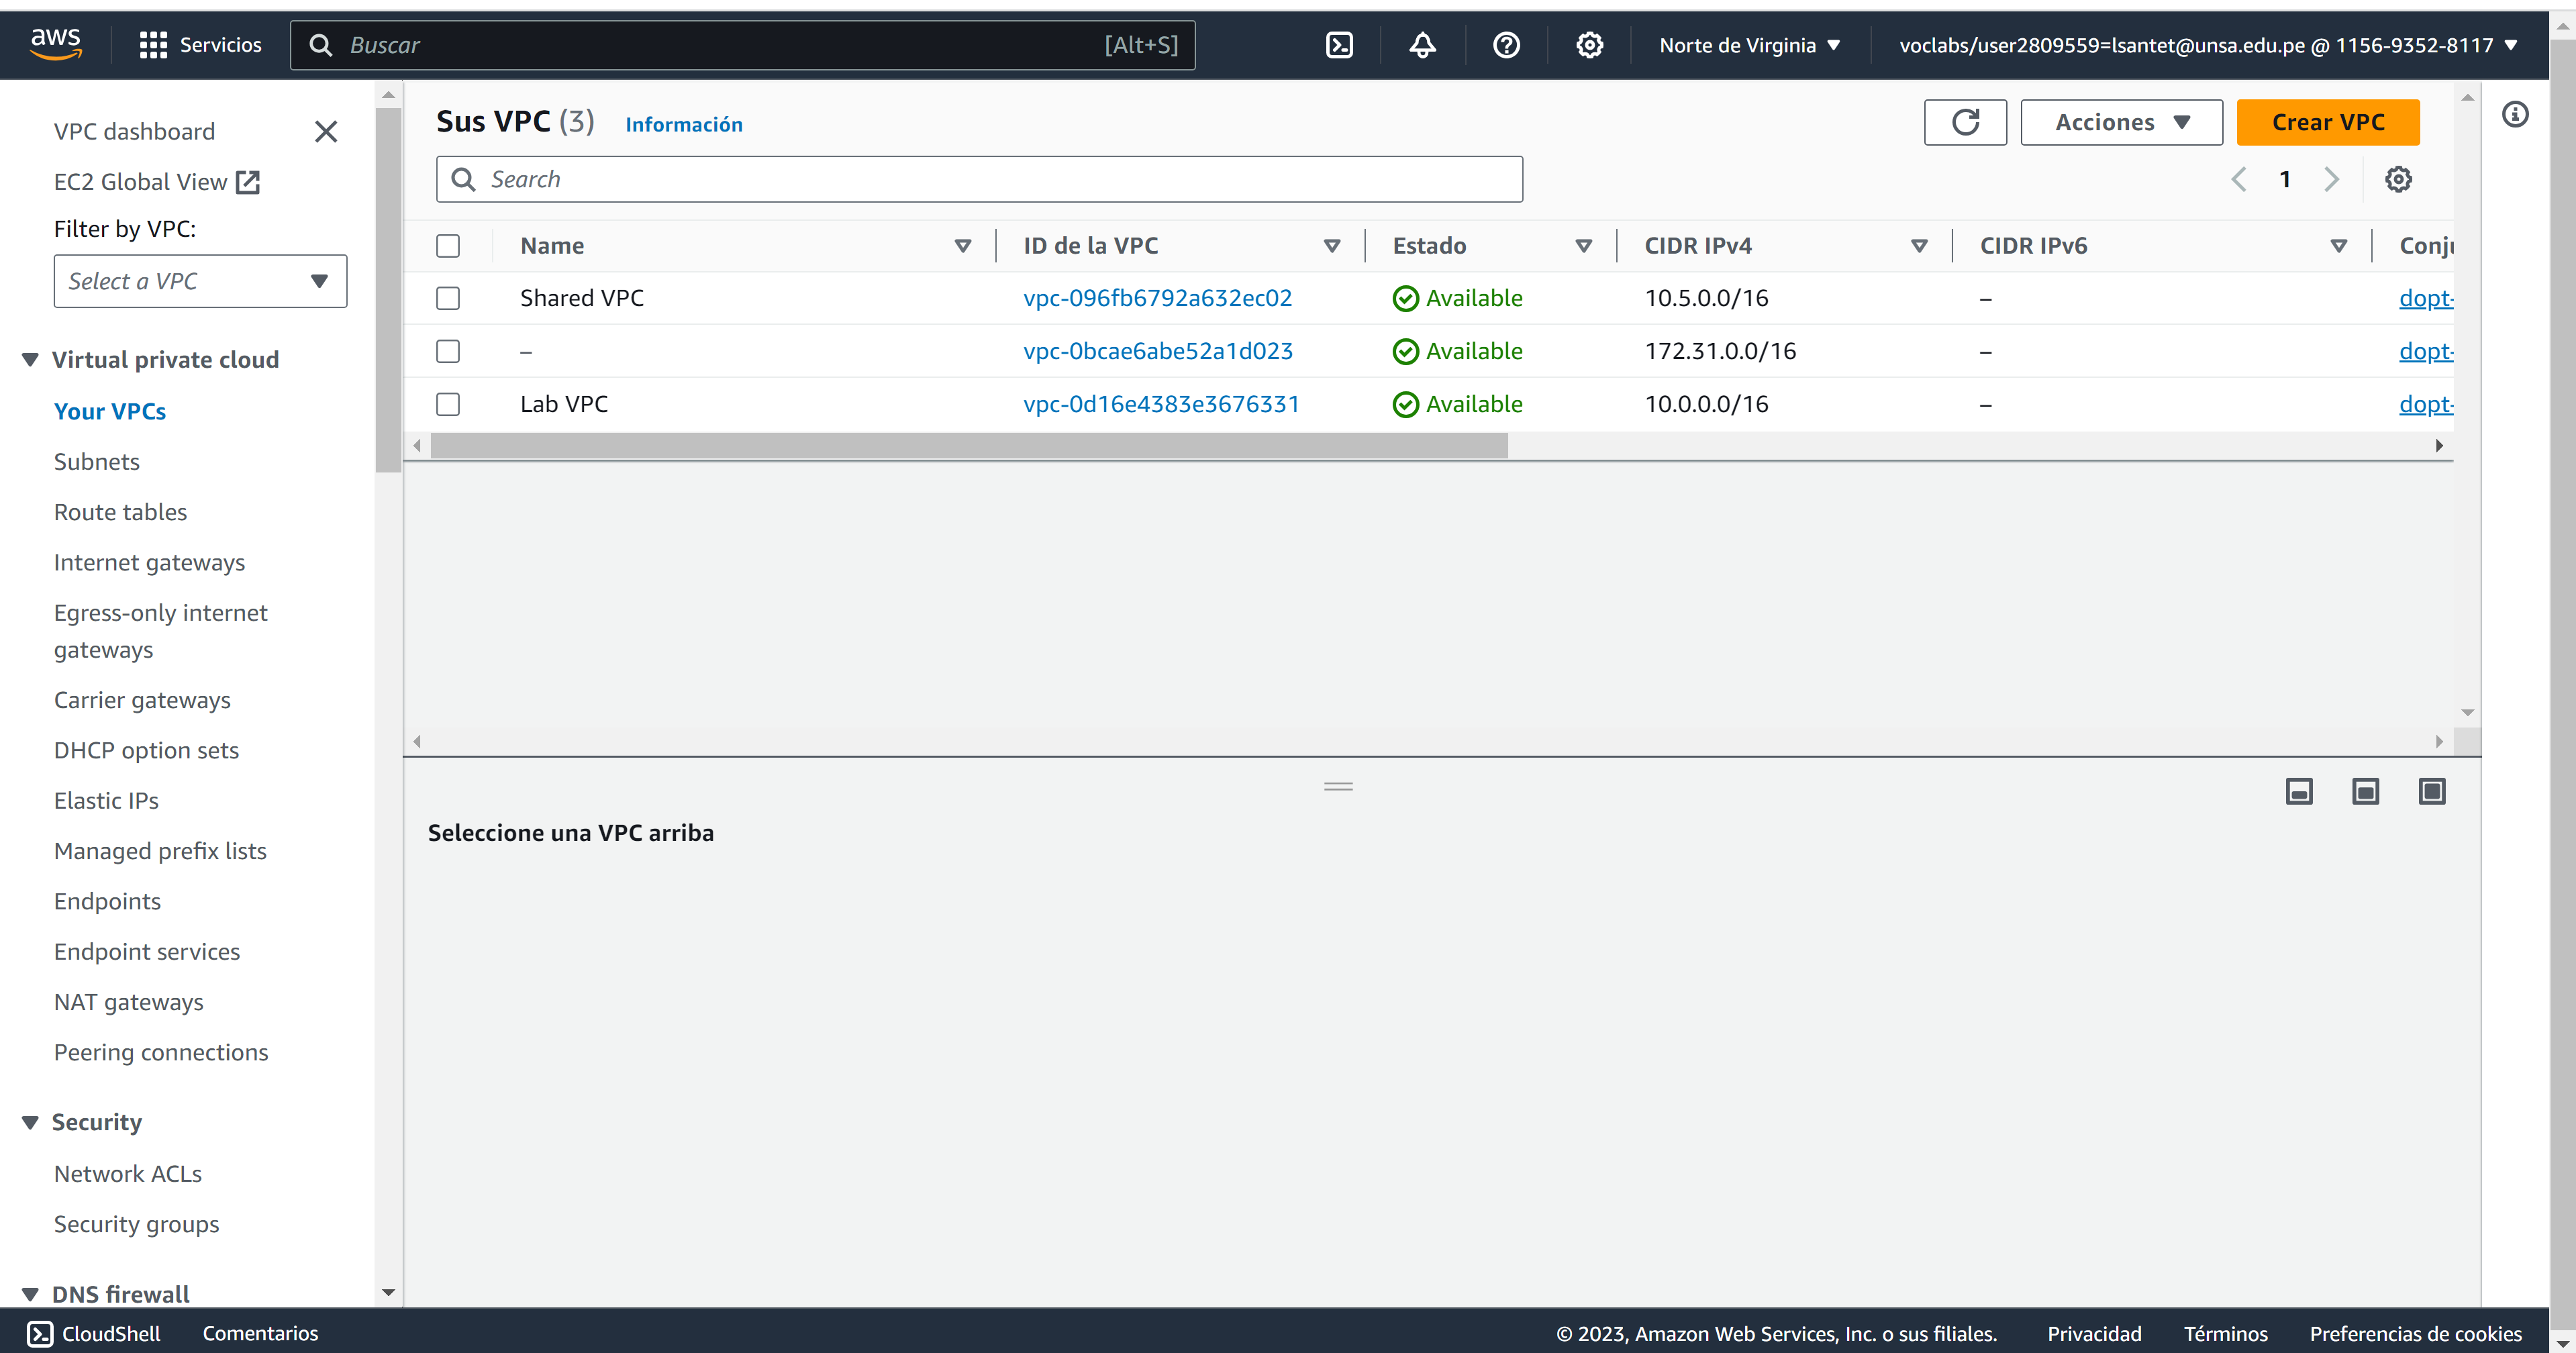 aws
Servicios
Buscar
[Alt+S]
Norte de Virginia
voclabs/user2809559=lsantet@unsa.edu.pe @ 1156-9352-8117
VPC dashboard
EC2 Global View
Filter by VPC:
Select a VPC
Virtual private cloud
Your VPCs
Subnets
Route tables
Internet gateways
Egress-only internet
gateways
Carrier gateways
DHCP option sets
Elastic IPs
Managed prefix lists
Endpoints
Endpoint services
NAT gateways
Peering connections
Security
Network ACLs
Security groups
DNS firewall
Sus VPC (3) Información
Acciones
Crear VPC
Search
1
Name ID de la VPC Estado CIDR IPv4 CIDR IPv6 Conju
Shared VPC vpc-096fb6792a632ec02 Available 10.5.0.0/16 – dopt-
– vpc-0bcae6abe52a1d023 Available 172.31.0.0/16 – dopt-
Lab VPC vpc-0d16e4383e3676331 Available 10.0.0.0/16 – dopt-
Seleccione una VPC arriba
CloudShell Comentarios © 2023, Amazon Web Services, Inc. o sus filiales. Privacidad Términos Preferencias de cookies